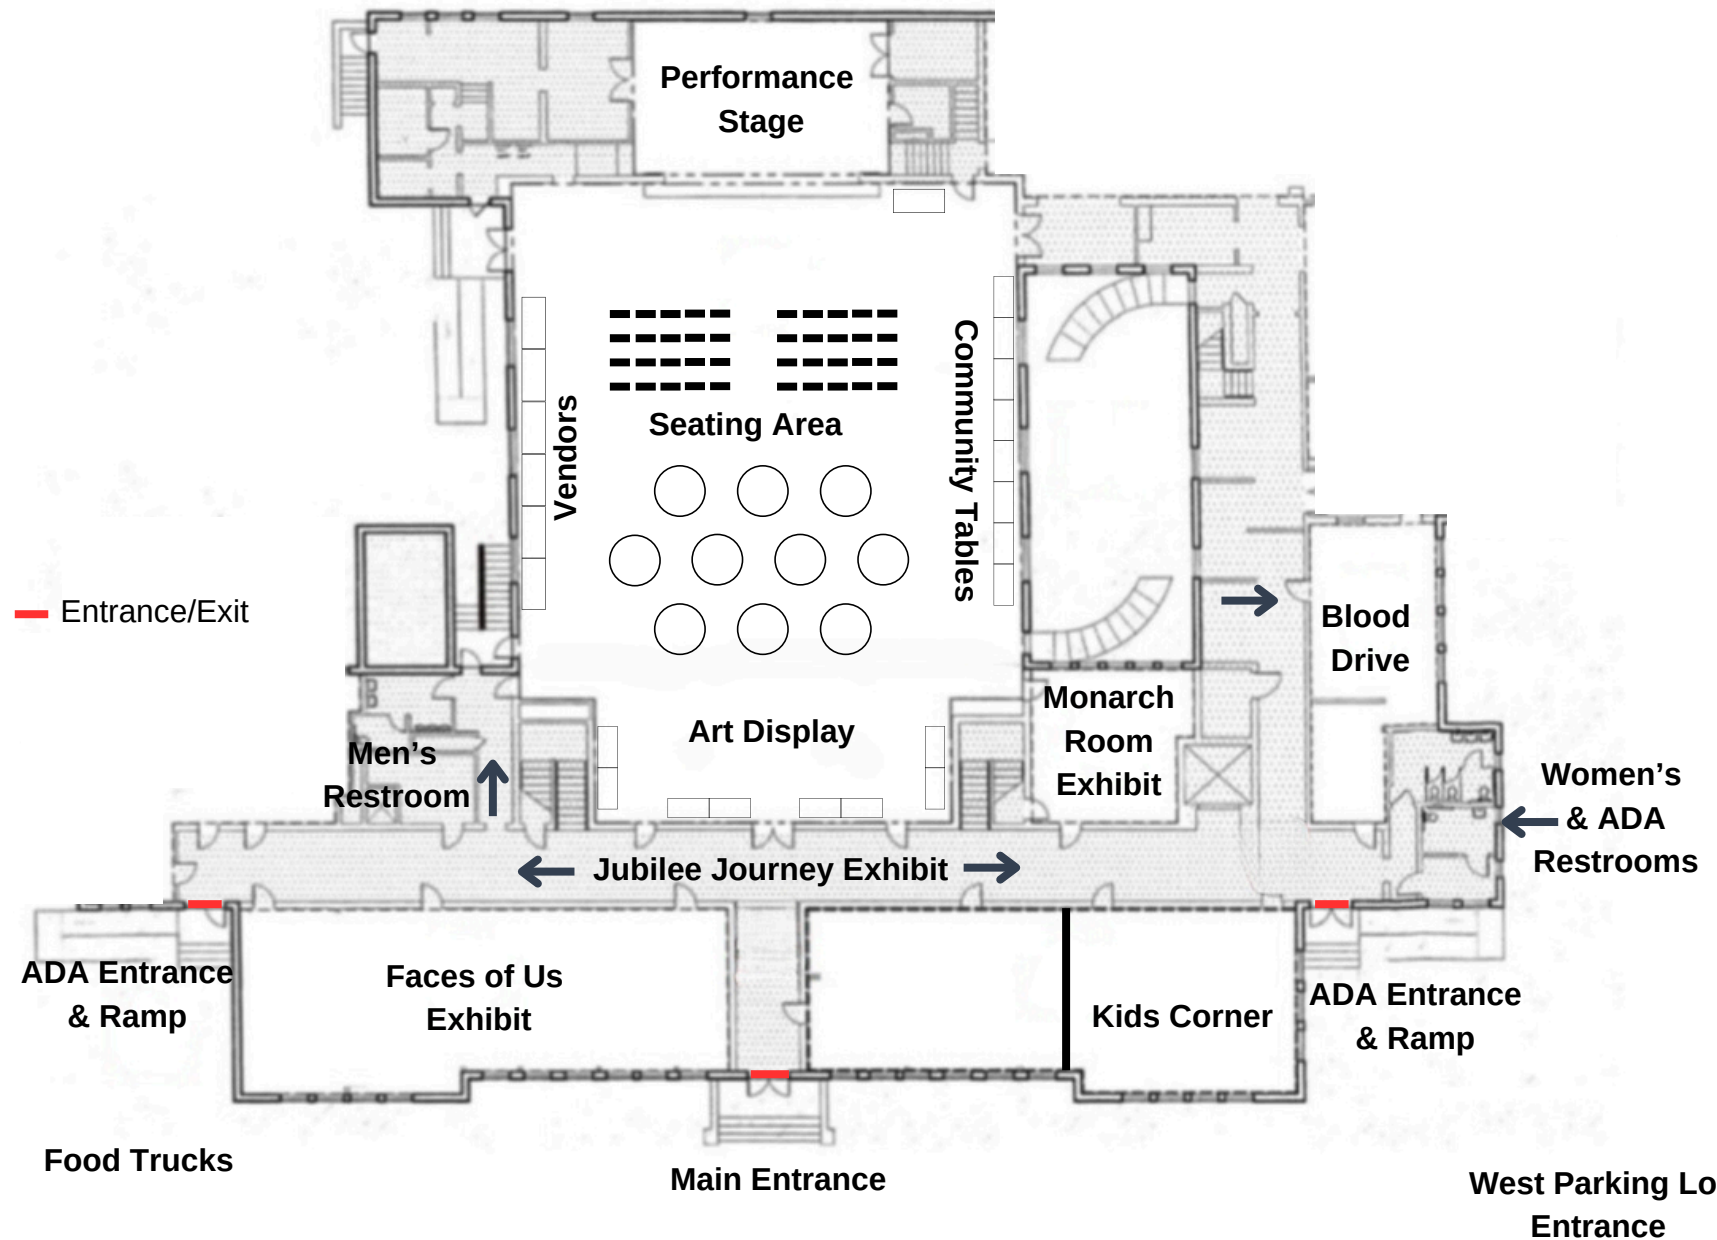 Performance
Stage
Vendors
Seating Area
Community Tables
Entrance/Exit
Blood
Drive
Monarch
Room
Exhibit
Art Display
Men's
Restroom
Women's
& ADA
Restrooms
Jubilee Journey Exhibit
ADA Entrance
& Ramp
Faces of Us
Exhibit
Kids Corner
ADA Entrance
& Ramp
Food Trucks
Main Entrance
West Parking Lo
Entrance